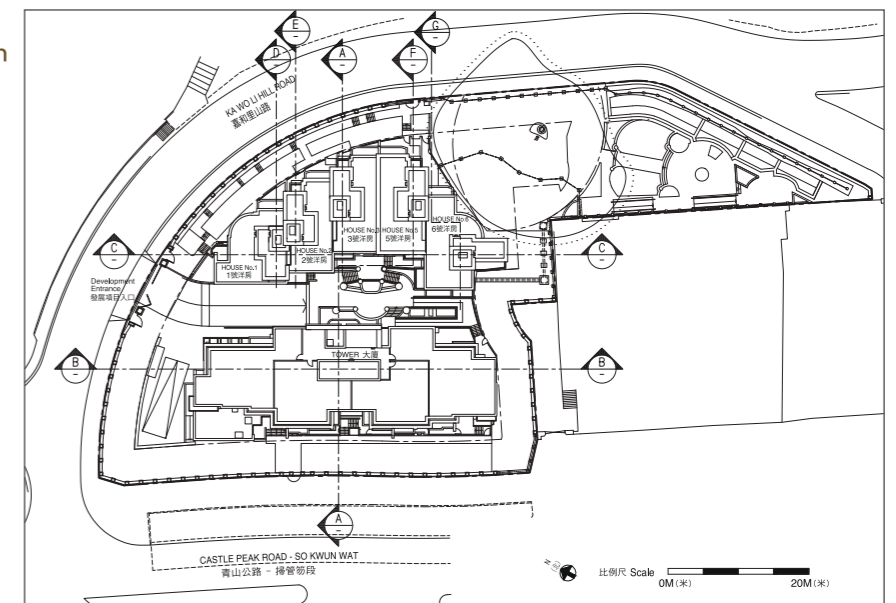 n
E
–
D
–
A
–
F
–
G
–
KA WO LI HILL ROAD
嘉和里山路
HOUSE No.1
1號洋房
HOUSE No.2
2號洋房
HOUSE No.3
3號洋房
HOUSE No.5
5號洋房
HOUSE No.6
6號洋房
C
–
C
–
Development
Entrance
發展項目入口
B
–
TOWER 大廈
B
–
A
–
CASTLE PEAK ROAD - SO KWUN WAT
青山公路 - 掃管笏段
N
比例尺 Scale
0M(米)
20M(米)